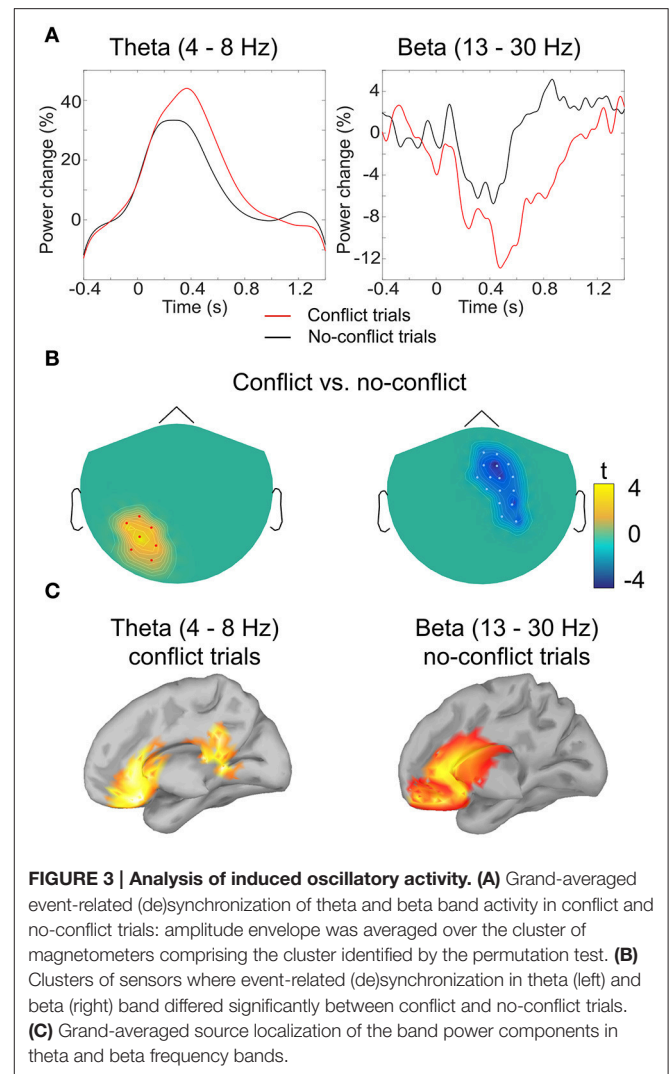 A
Theta (4 - 8 Hz)
Beta (13 - 30 Hz)
Power change (%)
40
20
0
-0.4
0
0.4
0.8
1.2
Time (s)
Power change (%)
4
0
-4
-8
-12
-0.4
0
0.4
0.8
1.2
Time (s)
Conflict trials
No-conflict trials
B
Conflict vs. no-conflict
t
4
0
-4
C
Theta (4 - 8 Hz)
conflict trials
Beta (13 - 30 Hz)
no-conflict trials
FIGURE 3 | Analysis of induced oscillatory activity. (A) Grand-averaged
event-related (de)synchronization of theta and beta band activity in conflict and
no-conflict trials: amplitude envelope was averaged over the cluster of
magnetometers comprising the cluster identified by the permutation test. (B)
Clusters of sensors where event-related (de)synchronization in theta (left) and
beta (right) band differed significantly between conflict and no-conflict trials.
(C) Grand-averaged source localization of the band power components in
theta and beta frequency bands.